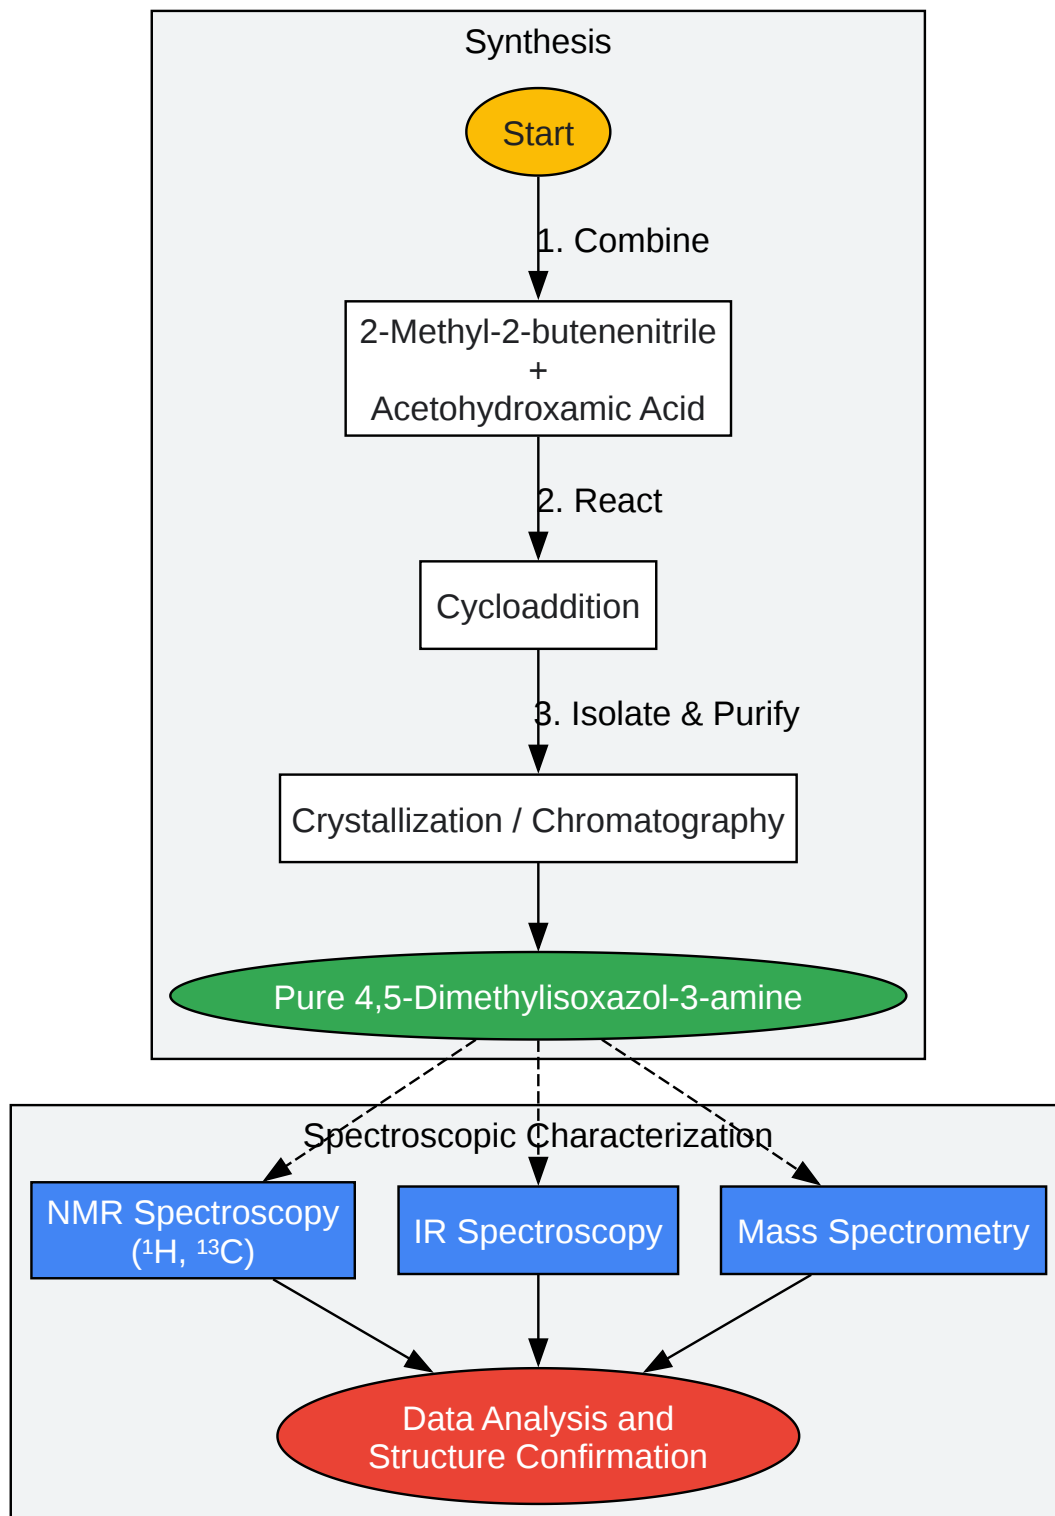 Synthesis
Start
1. Combine
2-Methyl-2-butenenitrile
+
Acetohydroxamic Acid
2. React
Cycloaddition
3. Isolate & Purify
Crystallization / Chromatography
Pure 4,5-Dimethylisoxazol-3-amine
Spectroscopic Characterization
NMR Spectroscopy
(¹H, ¹³C)
IR Spectroscopy
Mass Spectrometry
Data Analysis and
Structure Confirmation